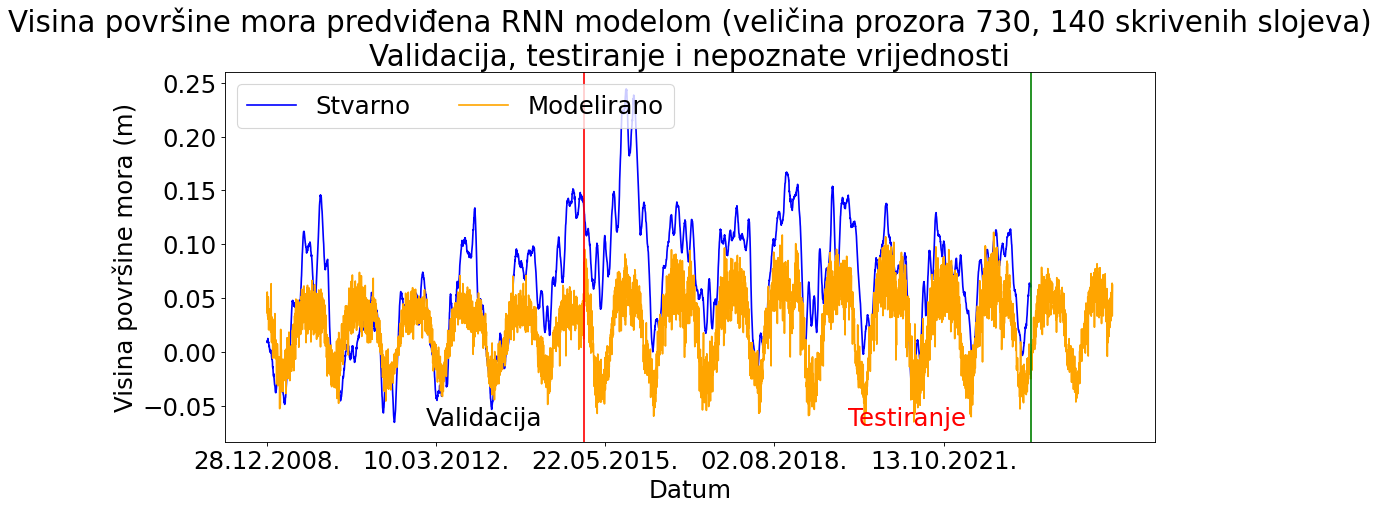 Visina površine mora predviđena RNN modelom (veličina prozora 730, 140 skrivenih slojeva)
Validacija, testiranje i nepoznate vrijednosti
Stvarno
Modelirano
Visina površine mora (m)
0.25
0.20
0.15
0.10
0.05
0.00
−0.05
Validacija
Testiranje
28.12.2008.
10.03.2012.
22.05.2015.
02.08.2018.
13.10.2021.
Datum